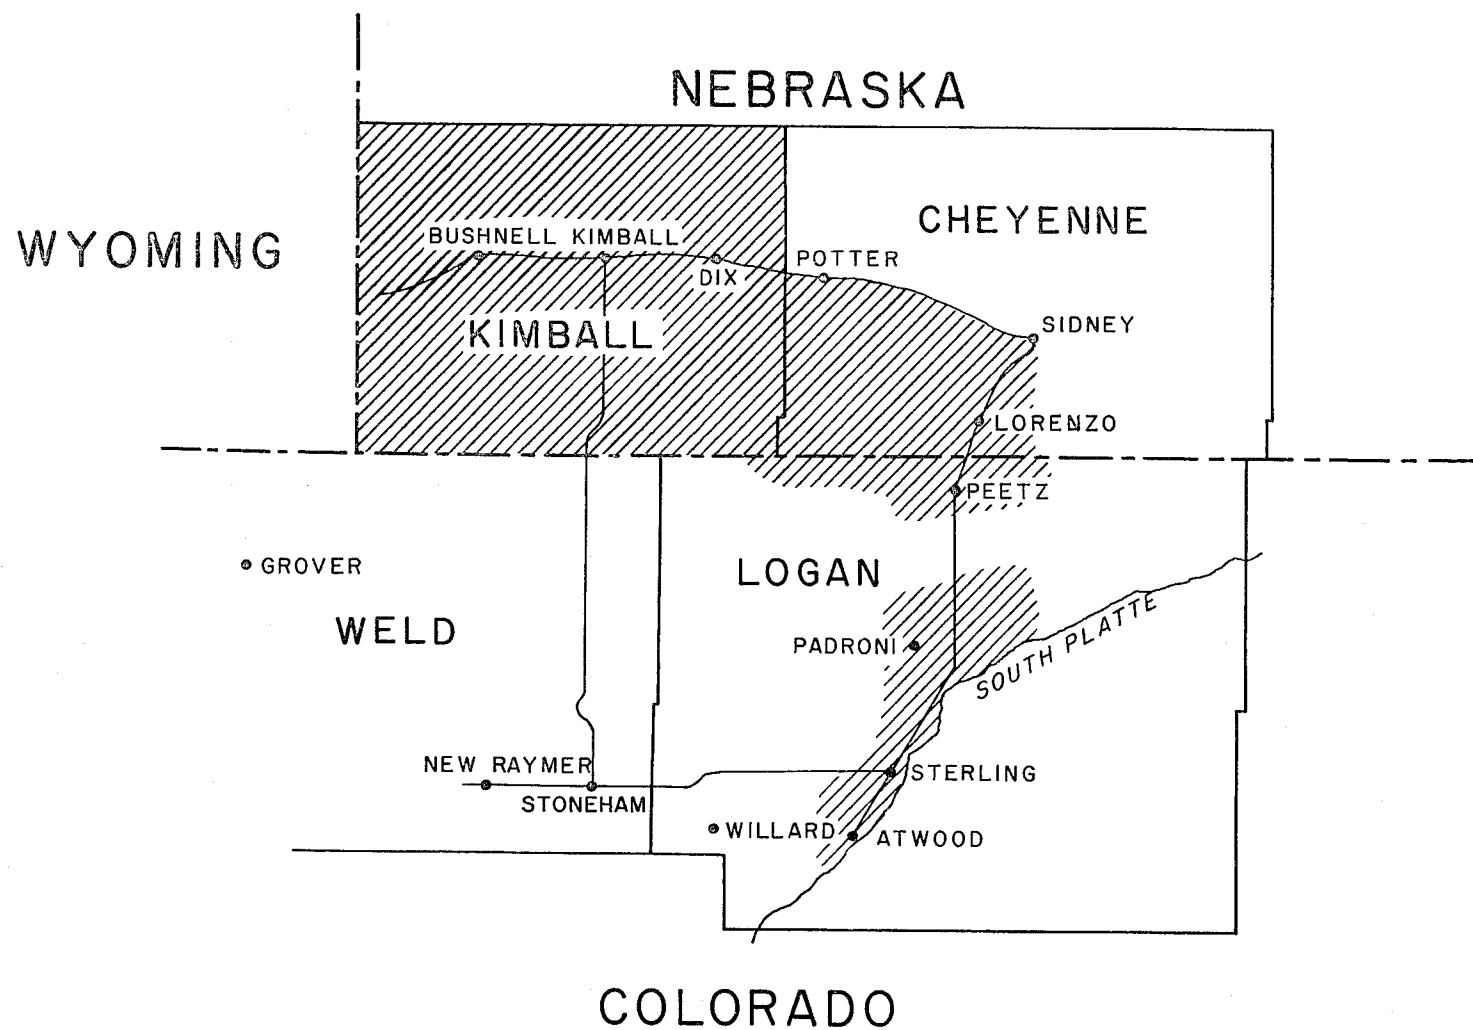 NEBRASKA
WYOMING
CHEYENNE
BUSHNELL KIMBALL
DIX
POTTER
KIMBALL
SIDNEY
LORENZO
PEETZ
GROVER
LOGAN
WELD
PADRONI
SOUTH PLATTE
NEW RAYMER
STONEHAM
STERLING
WILLARD
ATWOOD
COLORADO